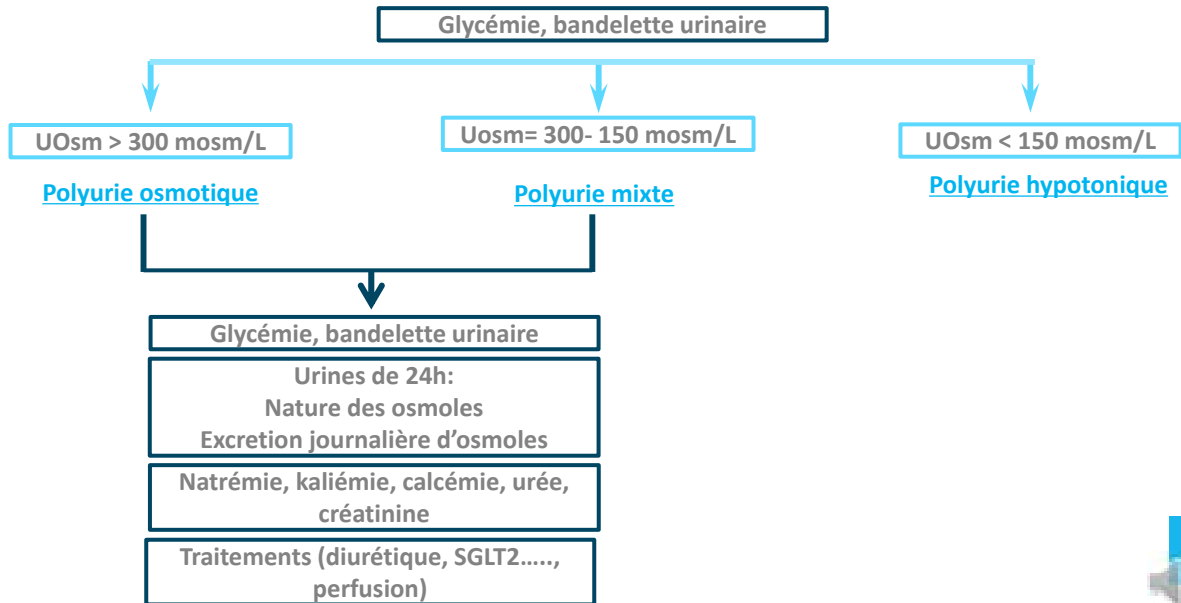 Glycémie, bandelette urinaire
UOsm > 300 mosm/L
Uosm= 300- 150 mosm/L
UOsm < 150 mosm/L
Polyurie osmotique
Polyurie mixte
Polyurie hypotonique
Glycémie, bandelette urinaire
Urines de 24h:
Nature des osmoles
Excretion journalière d'osmoles
Natrémie, kaliémie, calcémie, urée,
créatinine
Traitements (diurétique, SGLT2.....,
perfusion)